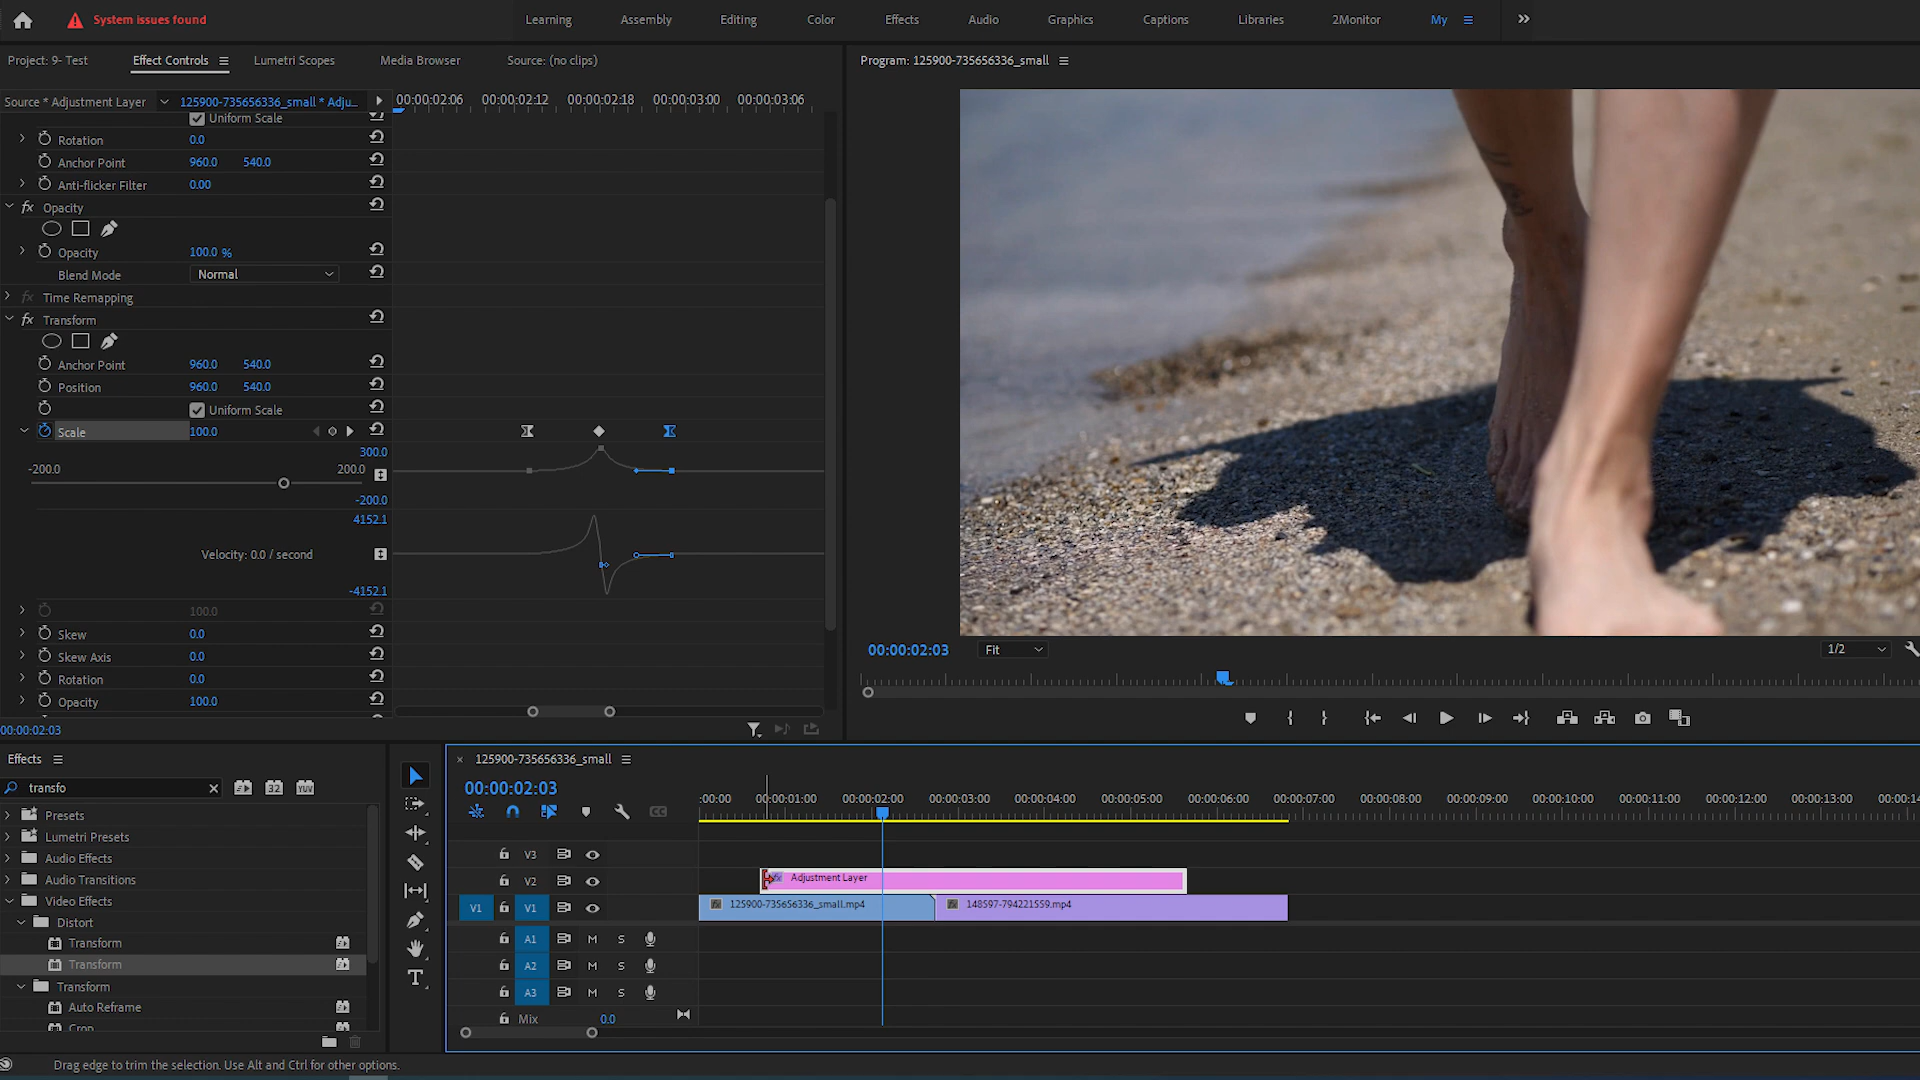 System issues found
Learning Assembly Editing Color Effects Audio Graphics Captions Libraries 2Monitor My
Project: 9- Test Effect Controls Lumetri Scopes Media Browser Source: (no clips)
Program: 125900-735656336_small
Source * Adjustment Layer 125900-735656336_small * Adju...
00:00:02:06 00:00:02:12 00:00:02:18 00:00:03:00 00:00:03:06
Uniform Scale
Rotation 0.0
Anchor Point 960.0 540.0
Anti-flicker Filter 0.00
fx Opacity
Opacity 100.0 %
Blend Mode Normal
fx Time Remapping
fx Transform
Anchor Point 960.0 540.0
Position 960.0 540.0
Uniform Scale
Scale 100.0
300.0
-200.0 200.0
-200.0
4152.1
Velocity: 0.0 / second
-4152.1
100.0
Skew 0.0
Skew Axis 0.0
Rotation 0.0
Opacity 100.0
00:00:02:03
00:00:02:03 Fit 1/2
Effects
transfo
32 YUV
Presets
Lumetri Presets
Audio Effects
Audio Transitions
Video Effects
Distort
Transform
Transform
Transform
Auto Reframe
Crop
125900-735656336_small
00:00:02:03
:00:00 00:00:01:00 00:00:02:00 00:00:03:00 00:00:04:00 00:00:05:00 00:00:06:00 00:00:07:00 00:00:08:00 00:00:09:00 00:00:10:00 00:00:11:00 00:00:12:00 00:00:13:00 00:00:14
CC
V3
V2 Adjustment Layer
V1 V1 125900-735656336_small.mp4 148597-794221559.mp4
A1 M S
A2 M S
A3 M S
Mix 0.0
T
Drag edge to trim the selection. Use Alt and Ctrl for other options.